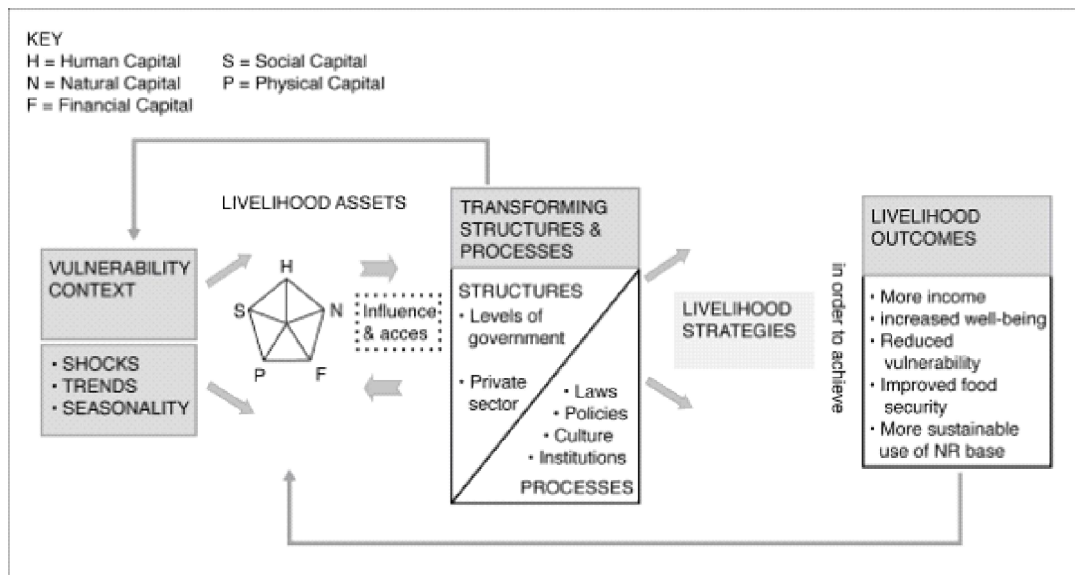 KEY
H = Human Capital S = Social Capital
N = Natural Capital P = Physical Capital
F = Financial Capital
LIVELIHOOD ASSETS
VULNERABILITY
CONTEXT
• SHOCKS
• TRENDS
• SEASONALITY
H
S
N
P
F
Influence
& acces
TRANSFORMING
STRUCTURES &
PROCESSES
STRUCTURES
• Levels of
government
• Private
sector
• Laws
• Policies
• Culture
• Institutions
PROCESSES
LIVELIHOOD
STRATEGIES
in order to achieve
LIVELIHOOD
OUTCOMES
• More income
• increased well-being
• Reduced
vulnerability
• Improved food
security
• More sustainable
use of NR base